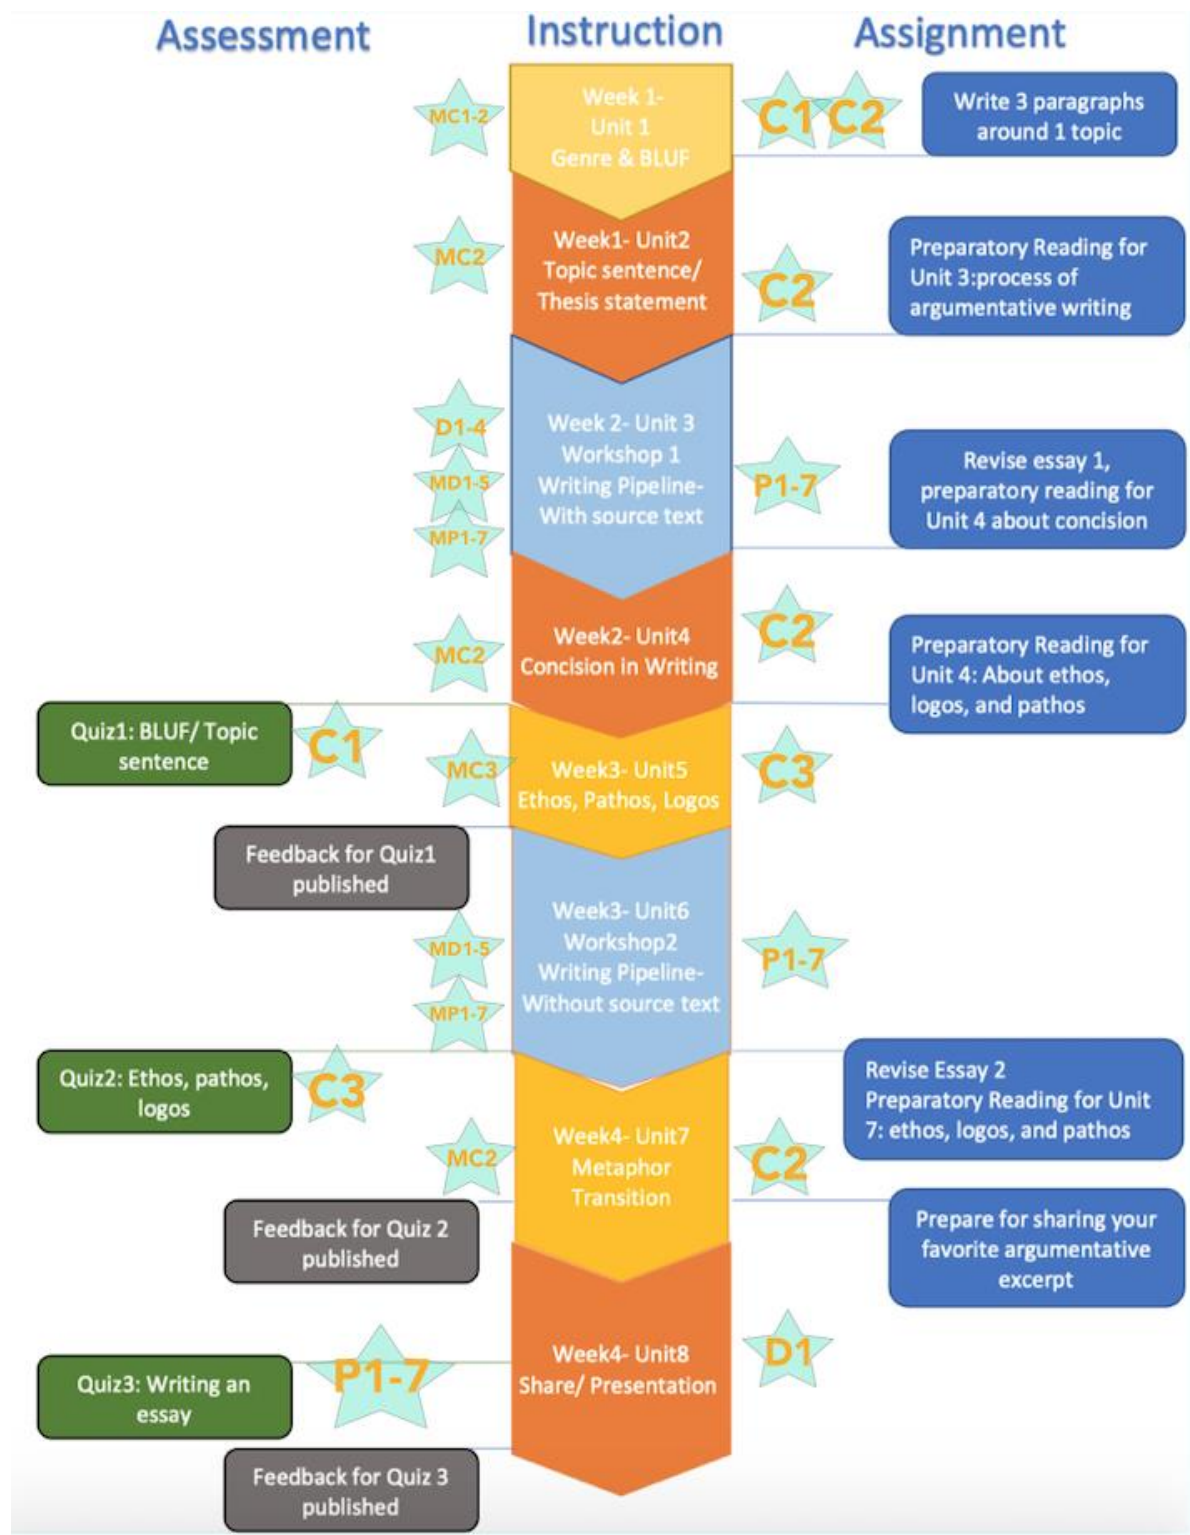 Assessment
Instruction
Assignment
MC1-2
Week 1-
Unit 1
Genre & BLUF
C1
C2
Write 3 paragraphs
around 1 topic
MC2
Week1- Unit2
Topic sentence/
Thesis statement
C2
Preparatory Reading for
Unit 3:process of
argumentative writing
D1-4
MD1-5
MP1-7
Week 2- Unit 3
Workshop 1
Writing Pipeline-
With source text
P1-7
Revise essay 1,
preparatory reading for
Unit 4 about concision
MC2
Week2- Unit4
Concision in Writing
C2
Preparatory Reading for
Unit 4: About ethos,
logos, and pathos
Quiz1: BLUF/ Topic
sentence
C1
MC3
Week3- Unit5
Ethos, Pathos, Logos
C3
Feedback for Quiz1
published
MD1-5
MP1-7
Week3- Unit6
Workshop2
Writing Pipeline-
Without source text
P1-7
Quiz2: Ethos, pathos,
logos
C3
Revise Essay 2
Preparatory Reading for Unit
7: ethos, logos, and pathos
MC2
Week4- Unit7
Metaphor
Transition
C2
Feedback for Quiz 2
published
Prepare for sharing your
favorite argumentative
excerpt
Quiz3: Writing an
essay
P1-7
Week4- Unit8
Share/ Presentation
D1
Feedback for Quiz 3
published